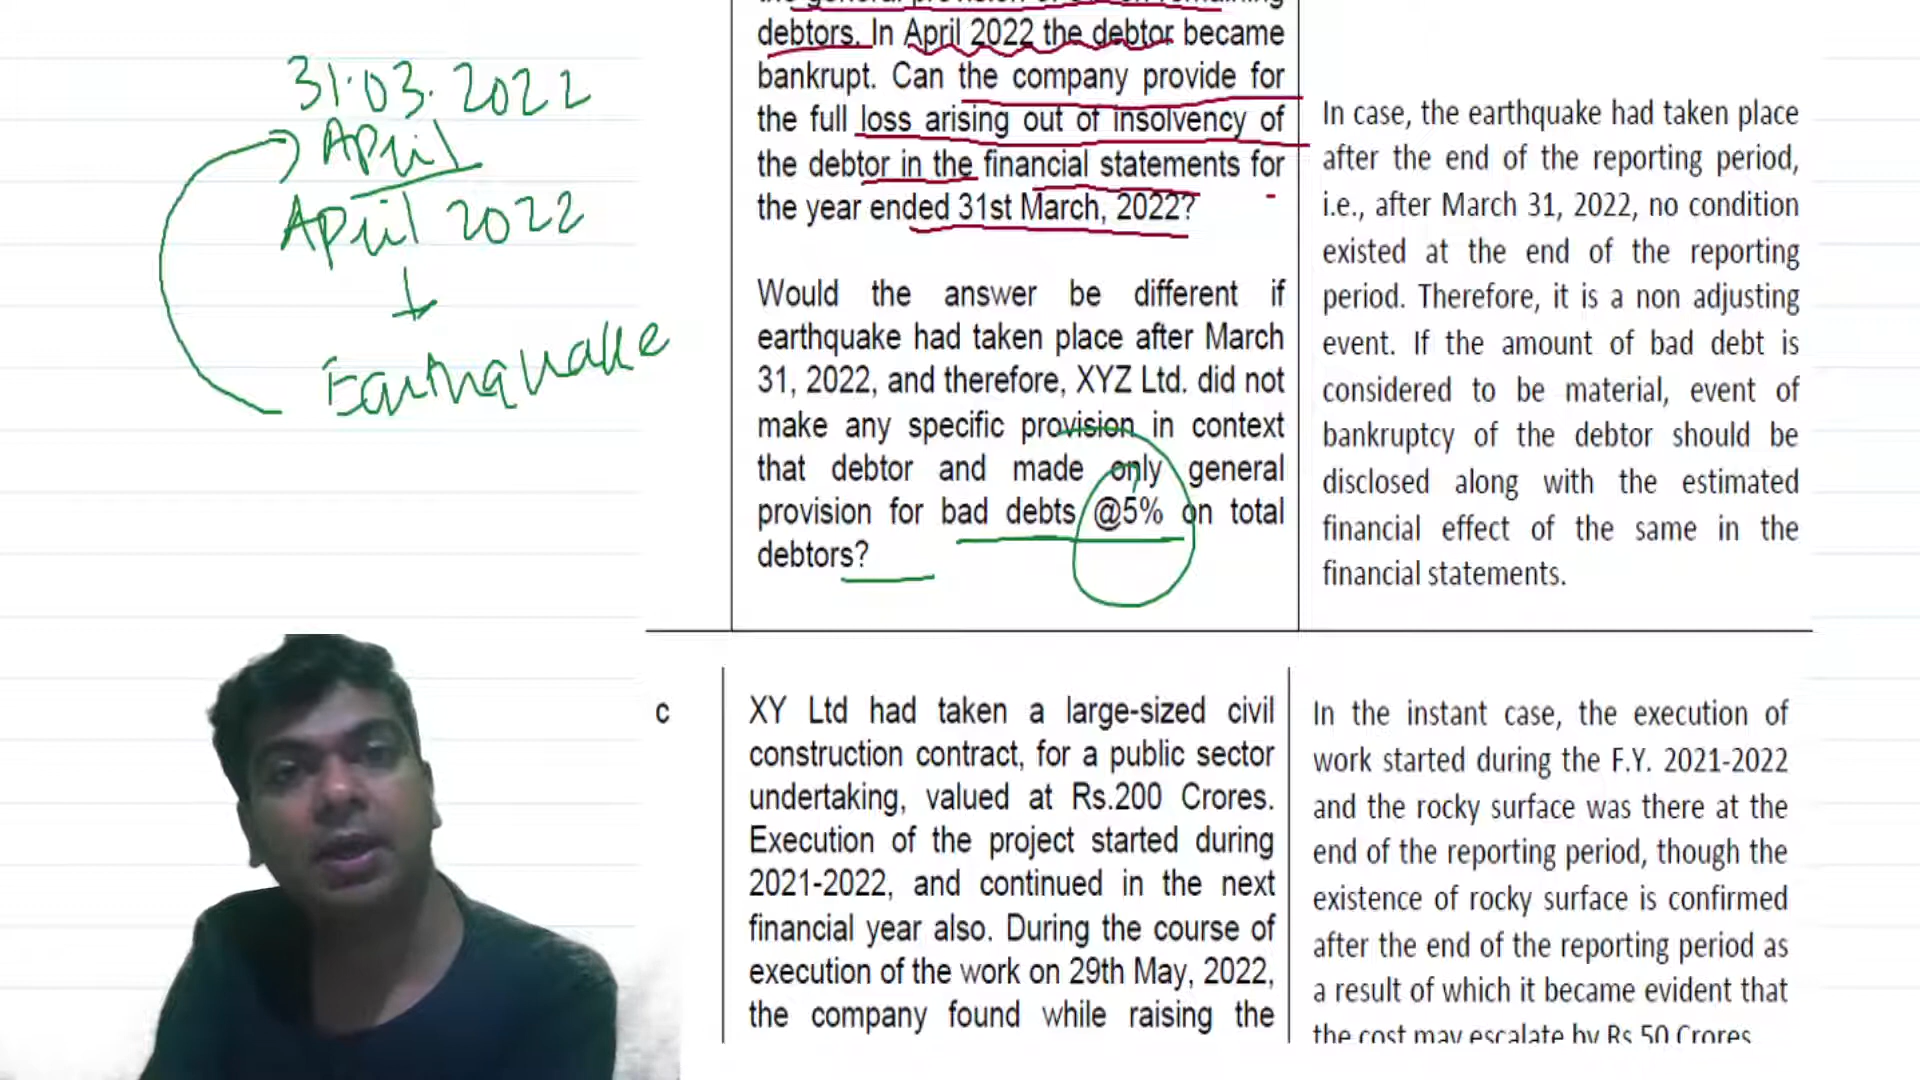 31.03.2022
April
April 2022
Earthquake
debtors. In April 2022 the debtor became
bankrupt. Can the company provide for
the full loss arising out of insolvency of
the debtor in the financial statements for
the year ended 31st March, 2022?
Would the answer be different if
earthquake had taken place after March
31, 2022, and therefore, XYZ Ltd. did not
make any specific provision in context
that debtor and made only general
provision for bad debts @5% on total
debtors?
In case, the earthquake had taken place
after the end of the reporting period,
i.e., after March 31, 2022, no condition
existed at the end of the reporting
period. Therefore, it is a non adjusting
event. If the amount of bad debt is
considered to be material, event of
bankruptcy of the debtor should be
disclosed along with the estimated
financial effect of the same in the
financial statements.
c
XY Ltd had taken a large-sized civil
construction contract, for a public sector
undertaking, valued at Rs.200 Crores.
Execution of the project started during
2021-2022, and continued in the next
financial year also. During the course of
execution of the work on 29th May, 2022,
the company found while raising the
In the instant case, the execution of
work started during the F.Y. 2021-2022
and the rocky surface was there at the
end of the reporting period, though the
existence of rocky surface is confirmed
after the end of the reporting period as
a result of which it became evident that
the cost may escalate by Rs 50 Crores